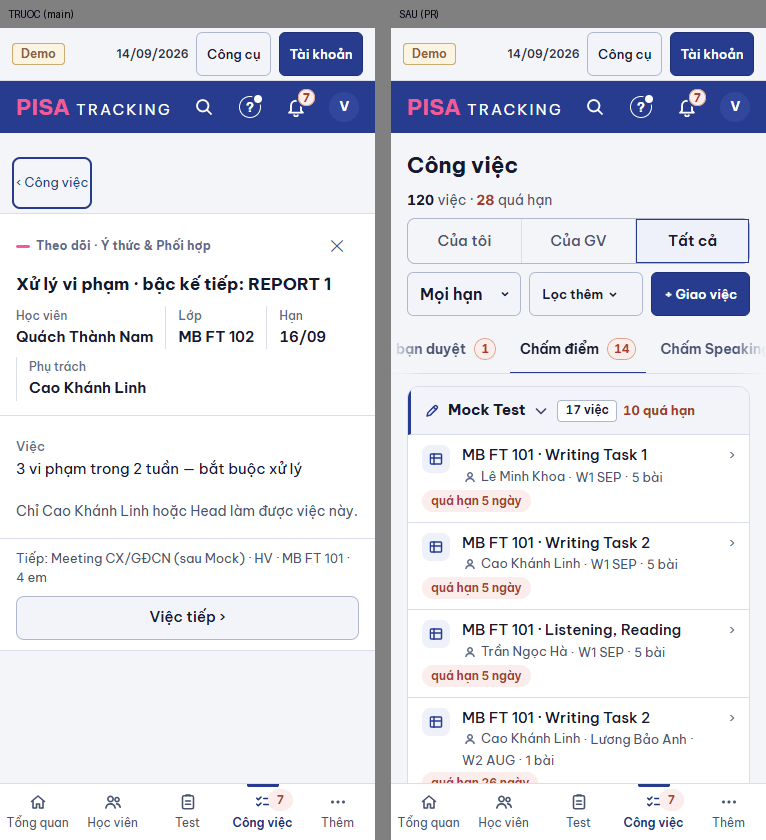 TRUOC (main)
Demo
14/09/2026
Công cụ
Tài khoản
PISA TRACKING
?
7
V
‹ Công việc
Theo dõi · Ý thức & Phối hợp
Xử lý vi phạm · bậc kế tiếp: REPORT 1
Học viên
Quách Thành Nam
Lớp
MB FT 102
Hạn
16/09
Phụ trách
Cao Khánh Linh
Việc
3 vi phạm trong 2 tuần — bắt buộc xử lý
Chỉ Cao Khánh Linh hoặc Head làm được việc này.
Tiếp: Meeting CX/GĐCN (sau Mock) · HV · MB FT 101 ·
4 em
Việc tiếp ›
Tổng quan
Học viên
Test
7
Công việc
Thêm
SAU (PR)
Demo
14/09/2026
Công cụ
Tài khoản
PISA TRACKING
?
7
V
Công việc
120 việc · 28 quá hạn
Của tôi
Của GV
Tất cả
Mọi hạn
Lọc thêm
+ Giao việc
bạn duyệt 1
Chấm điểm 14
Chấm Speaking
Mock Test
17 việc
10 quá hạn
MB FT 101 · Writing Task 1
Lê Minh Khoa · W1 SEP · 5 bài
quá hạn 5 ngày
MB FT 101 · Writing Task 2
Cao Khánh Linh · W1 SEP · 5 bài
quá hạn 5 ngày
MB FT 101 · Listening, Reading
Trần Ngọc Hà · W1 SEP · 5 bài
quá hạn 5 ngày
MB FT 101 · Writing Task 2
Cao Khánh Linh · Lương Bảo Anh ·
W2 AUG · 1 bài
quá hạn 26 ngày
Tổng quan
Học viên
Test
7
Công việc
Thêm